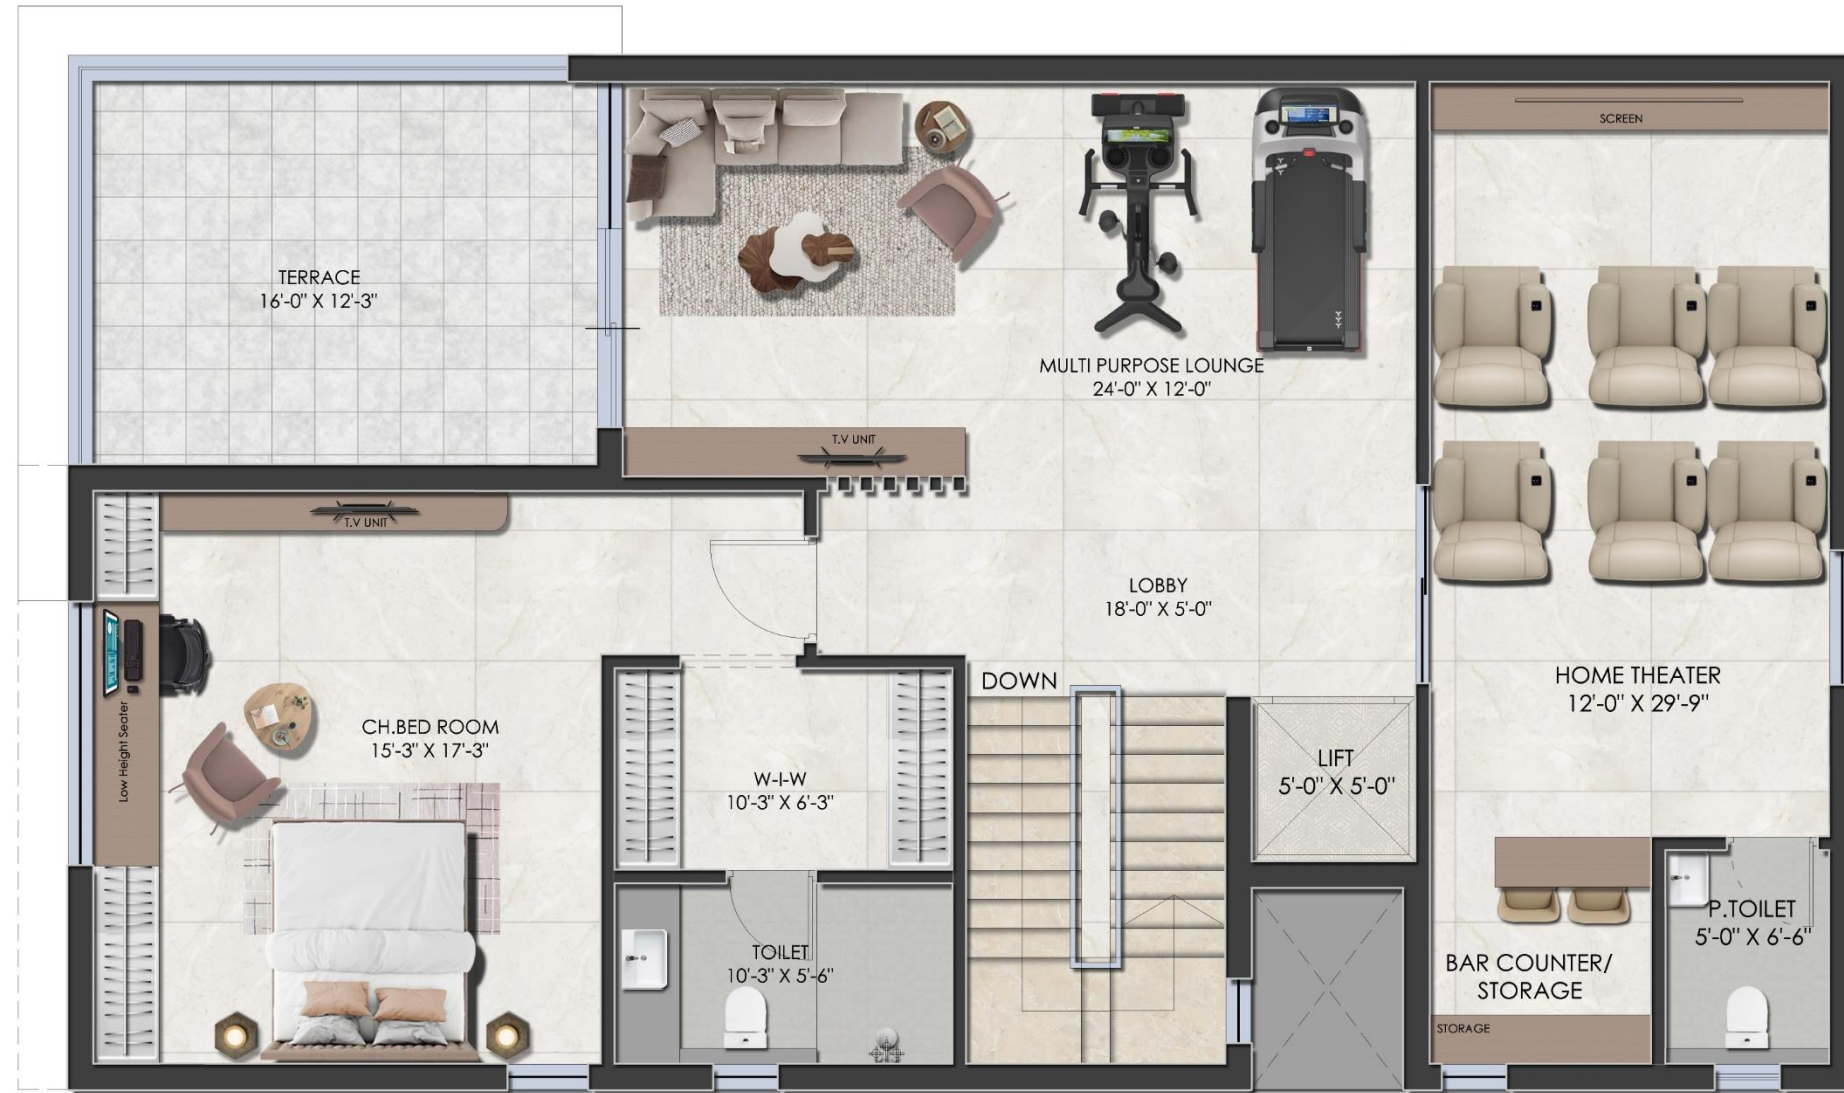 SCREEN
TERRACE
16'-0" X 12'-3"
MULTI PURPOSE LOUNGE
24'-0" X 12'-0"
T.V UNIT
T.V UNIT
LOBBY
18'-0" X 5'-0"
HOME THEATER
12'-0" X 29'-9"
DOWN
Low Height Seater
CH.BED ROOM
15'-3" X 17'-3"
W-I-W
10'-3" X 6'-3"
LIFT
5'-0" X 5'-0"
TOILET
10'-3" X 5'-6"
P.TOILET
5'-0" X 6'-6"
BAR COUNTER/
STORAGE
STORAGE